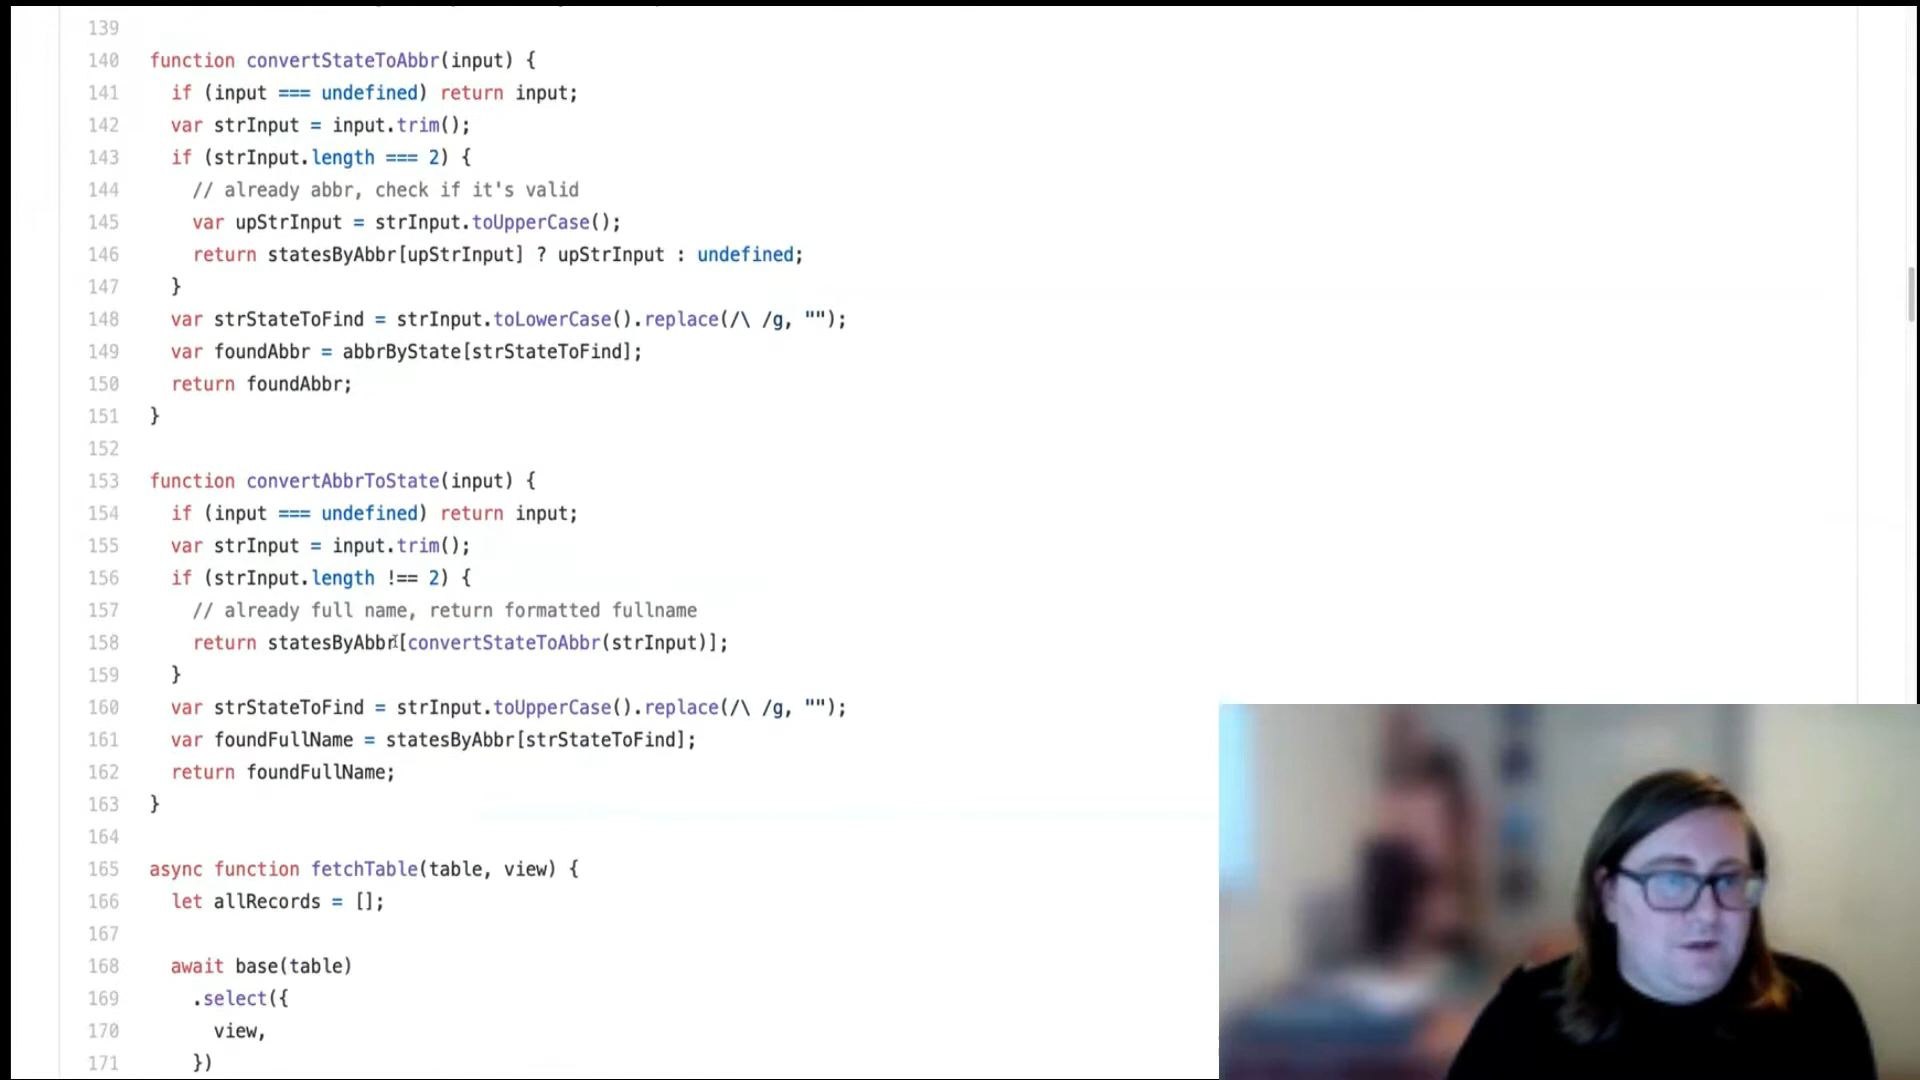 139
140 function convertStateToAbbr(input) {
141 if (input === undefined) return input;
142 var strInput = input.trim();
143 if (strInput.length === 2) {
144 // already abbr, check if it's valid
145 var upStrInput = strInput.toUpperCase();
146 return statesByAbbr[upStrInput] ? upStrInput : undefined;
147 }
148 var strStateToFind = strInput.toLowerCase().replace(/\ /g, "");
149 var foundAbbr = abbrByState[strStateToFind];
150 return foundAbbr;
151 }
152
153 function convertAbbrToState(input) {
154 if (input === undefined) return input;
155 var strInput = input.trim();
156 if (strInput.length !== 2) {
157 // already full name, return formatted fullname
158 return statesByAbbr[convertStateToAbbr(strInput)];
159 }
160 var strStateToFind = strInput.toUpperCase().replace(/\ /g, "");
161 var foundFullName = statesByAbbr[strStateToFind];
162 return foundFullName;
163 }
164
165 async function fetchTable(table, view) {
166 let allRecords = [];
167
168 await base(table)
169 .select({
170 view,
171 })